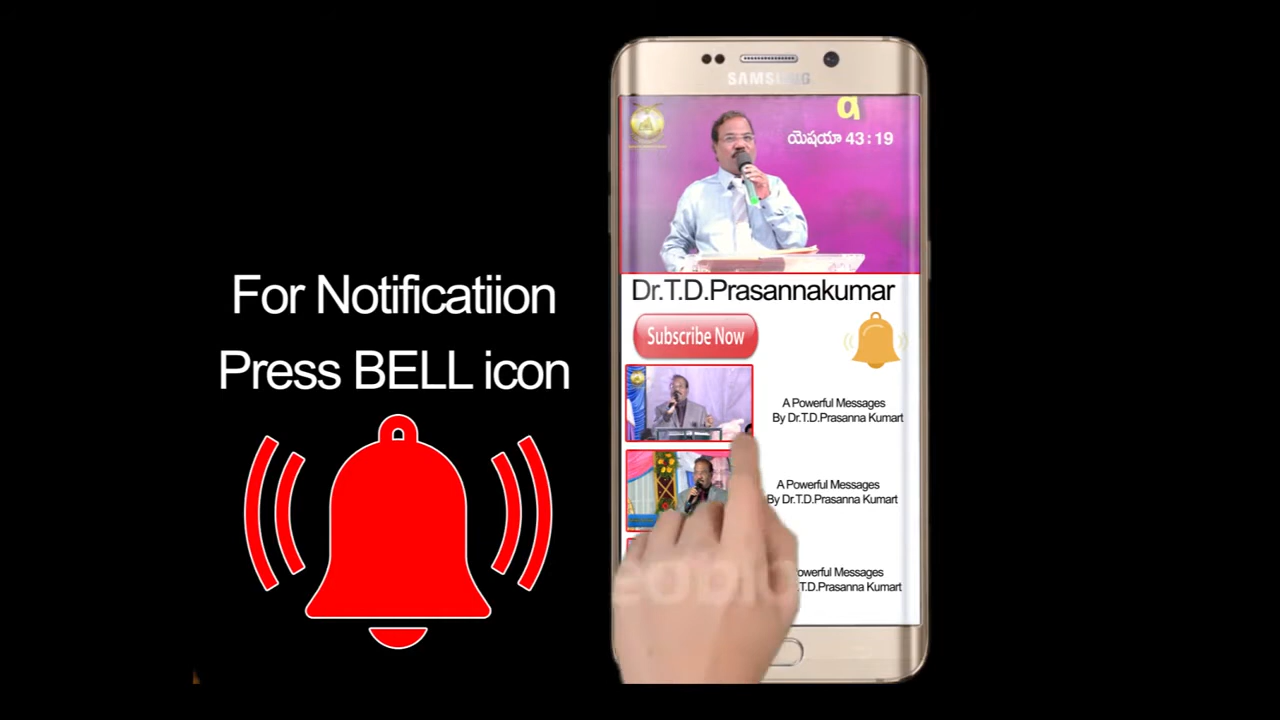 For Notificatiion
Press BELL icon
SAMSUNG
యెషయా 43 : 19
Dr.T.D.Prasannakumar
Subscribe Now
A Powerful Messages
By Dr.T.D.Prasanna Kumart
A Powerful Messages
By Dr.T.D.Prasanna Kumart
Messages
.T.D.Prasanna Kumart